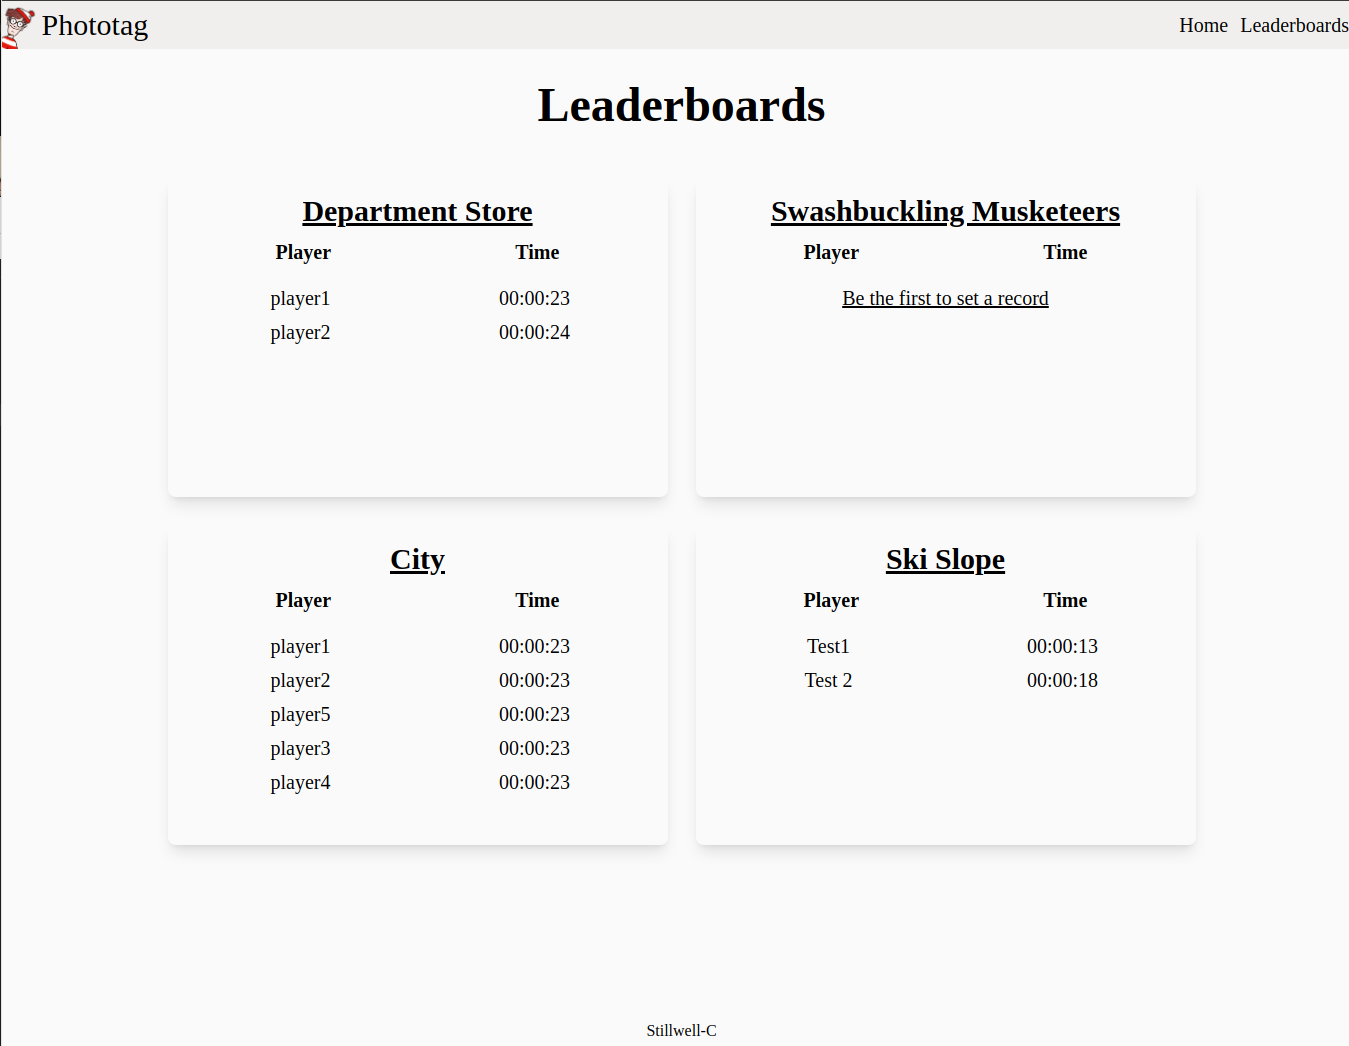 Phototag
Home Leaderboards
Leaderboards
Department Store
Player Time
player1 00:00:23
player2 00:00:24
Swashbuckling Musketeers
Player Time
Be the first to set a record
City
Player Time
player1 00:00:23
player2 00:00:23
player5 00:00:23
player3 00:00:23
player4 00:00:23
Ski Slope
Player Time
Test1 00:00:13
Test 2 00:00:18
Stillwell-C